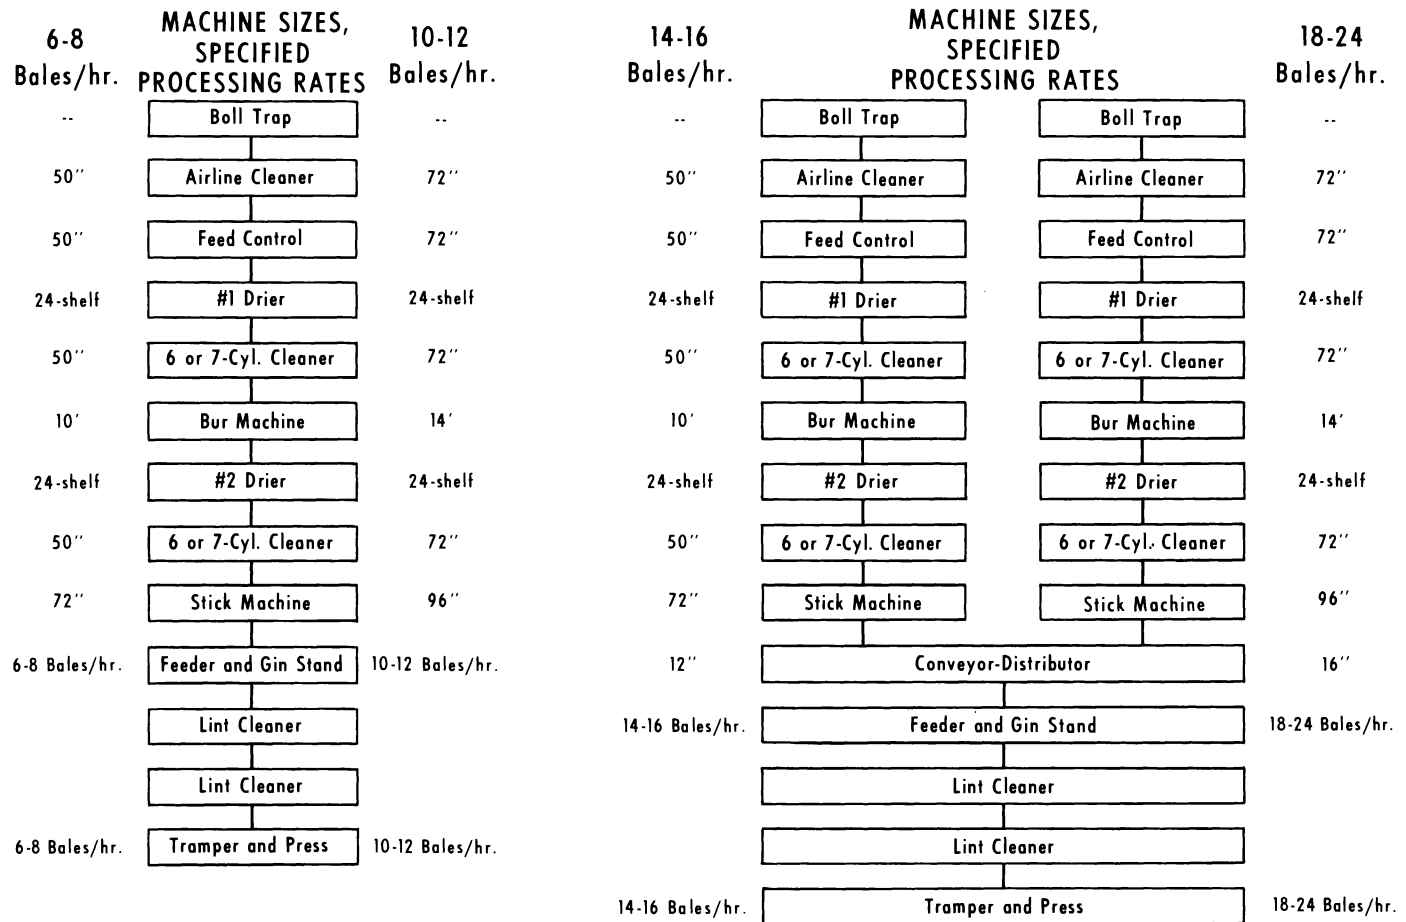 6-8
Bales/hr.
MACHINE SIZES,
SPECIFIED
PROCESSING RATES
10-12
Bales/hr.
-- Boll Trap --
50'' Airline Cleaner 72''
50'' Feed Control 72''
24-shelf #1 Drier 24-shelf
50'' 6 or 7-Cyl. Cleaner 72''
10' Bur Machine 14'
24-shelf #2 Drier 24-shelf
50'' 6 or 7-Cyl. Cleaner 72''
72'' Stick Machine 96''
6-8 Bales/hr. Feeder and Gin Stand 10-12 Bales/hr.
Lint Cleaner
Lint Cleaner
6-8 Bales/hr. Tramper and Press 10-12 Bales/hr.
14-16
Bales/hr.
MACHINE SIZES,
SPECIFIED
PROCESSING RATES
18-24
Bales/hr.
-- Boll Trap Boll Trap --
50'' Airline Cleaner Airline Cleaner 72''
50'' Feed Control Feed Control 72''
24-shelf #1 Drier #1 Drier 24-shelf
50'' 6 or 7-Cyl. Cleaner 6 or 7-Cyl. Cleaner 72''
10' Bur Machine Bur Machine 14'
24-shelf #2 Drier #2 Drier 24-shelf
50'' 6 or 7-Cyl. Cleaner 6 or 7-Cyl. Cleaner 72''
72'' Stick Machine Stick Machine 96''
12'' Conveyor-Distributor 16''
14-16 Bales/hr. Feeder and Gin Stand 18-24 Bales/hr.
Lint Cleaner
Lint Cleaner
14-16 Bales/hr. Tramper and Press 18-24 Bales/hr.